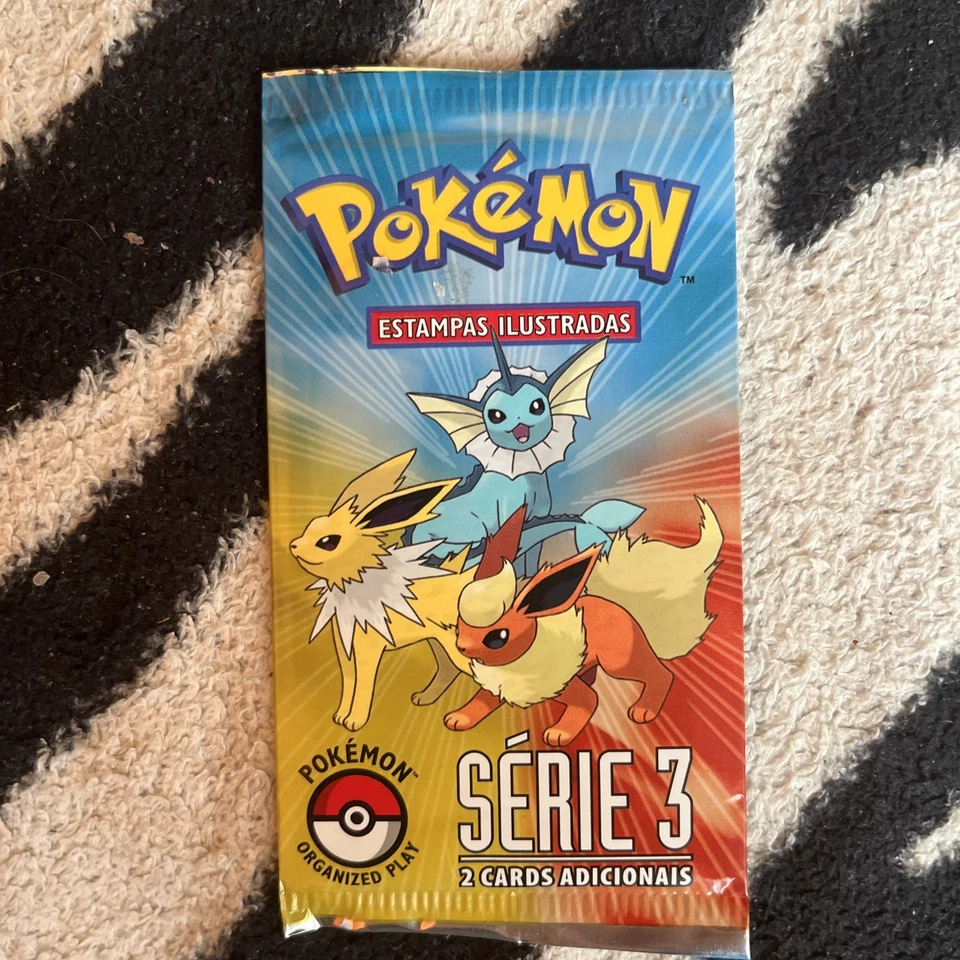 POKÉMON
™
ESTAMPAS ILUSTRADAS
POKÉMON™
ORGANIZED PLAY
SÉRIE 3
2 CARDS ADICIONAIS